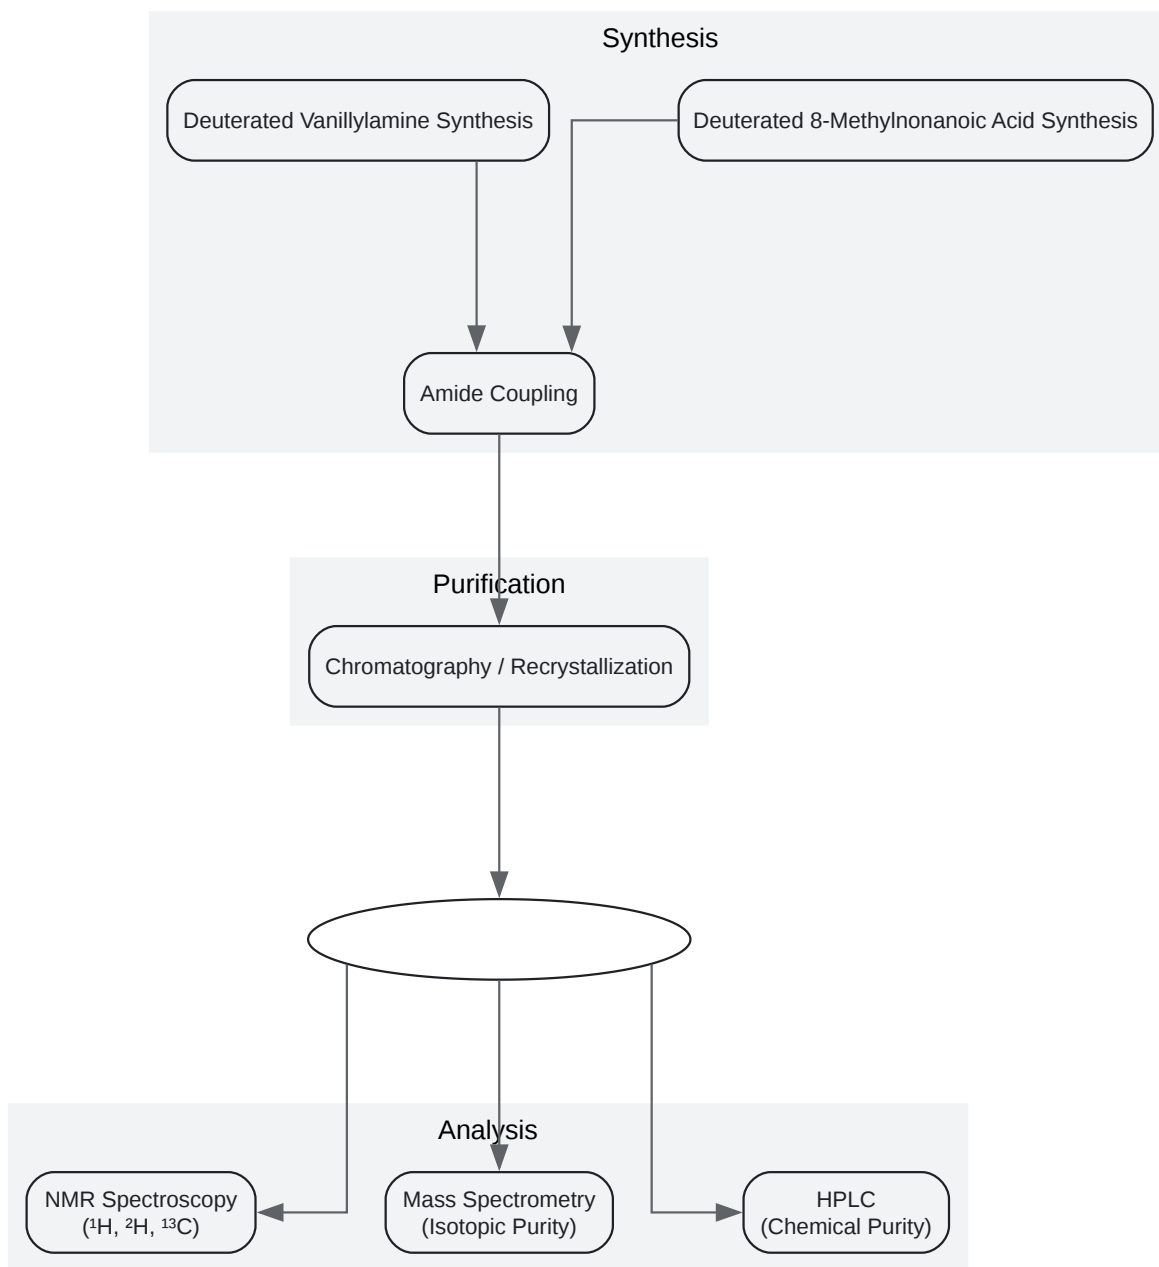 Synthesis
Deuterated Vanillylamine Synthesis
Deuterated 8-Methylnonanoic Acid Synthesis
Amide Coupling
Purification
Chromatography / Recrystallization
Analysis
NMR Spectroscopy
(¹H, ²H, ¹³C)
Mass Spectrometry
(Isotopic Purity)
HPLC
(Chemical Purity)